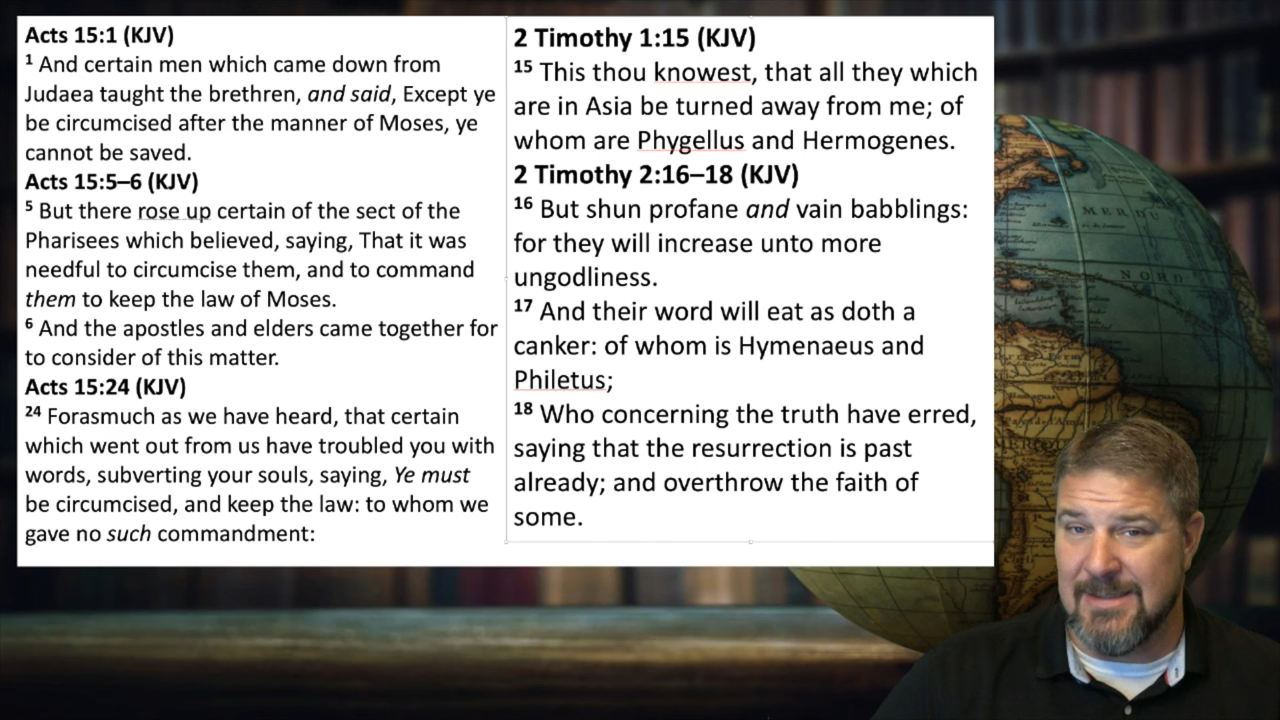 Acts 15:1 (KJV)
1 And certain men which came down from
Judaea taught the brethren, and said, Except ye
be circumcised after the manner of Moses, ye
cannot be saved.
Acts 15:5–6 (KJV)
5 But there rose up certain of the sect of the
Pharisees which believed, saying, That it was
needful to circumcise them, and to command
them to keep the law of Moses.
6 And the apostles and elders came together for
to consider of this matter.
Acts 15:24 (KJV)
24 Forasmuch as we have heard, that certain
which went out from us have troubled you with
words, subverting your souls, saying, Ye must
be circumcised, and keep the law: to whom we
gave no such commandment:
2 Timothy 1:15 (KJV)
15 This thou knowest, that all they which
are in Asia be turned away from me; of
whom are Phygellus and Hermogenes.
2 Timothy 2:16–18 (KJV)
16 But shun profane and vain babblings:
for they will increase unto more
ungodliness.
17 And their word will eat as doth a
canker: of whom is Hymenaeus and
Philetus;
18 Who concerning the truth have erred,
saying that the resurrection is past
already; and overthrow the faith of
some.
MER DU
NORD